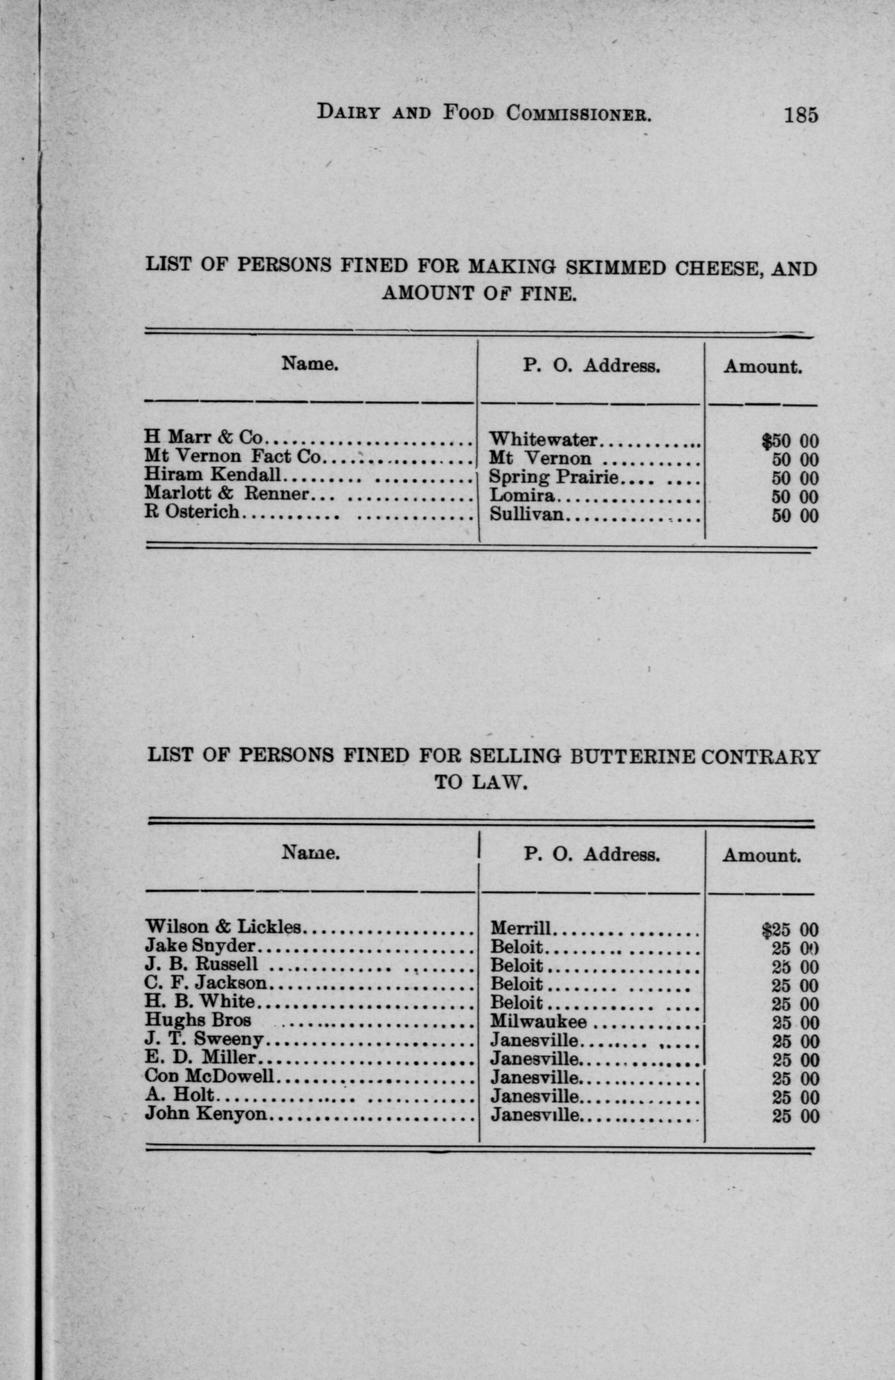 DAIRY AND FOOD COMMISSIONER. 185
LIST OF PERSONS FINED FOR MAKING SKIMMED CHEESE, AND
AMOUNT OF FINE.
Name. P. O. Address. Amount.
H Marr & Co....................... Whitewater............ $50 00
Mt Vernon Fact Co................. Mt Vernon ........... 50 00
Hiram Kendall......... ........... Spring Prairie.... .... 50 00
Marlott & Renner... .............. Lomira................ 50 00
R Osterich........... ............. Sullivan............... 50 00
LIST OF PERSONS FINED FOR SELLING BUTTERINE CONTRARY
TO LAW.
Name. P. O. Address. Amount.
Wilson & Lickles................... Merrill................ $25 00
Jake Snyder........................ Beloit......... ........ 25 00
J. B. Russell .............. ........ Beloit................. 25 00
C. F. Jackson....................... Beloit........ ....... 25 00
H. B. White........................ Beloit............ .... 25 00
Hughs Bros ..................... Milwaukee ............ 25 00
J. T. Sweeny....................... Janesville........ ..... 25 00
E. D. Miller........................ Janesville.............. 25 00
Con McDowell...................... Janesville.............. 25 00
A. Holt............... ............ Janesville.............. 25 00
John Kenyon....................... Janesville.............. 25 00